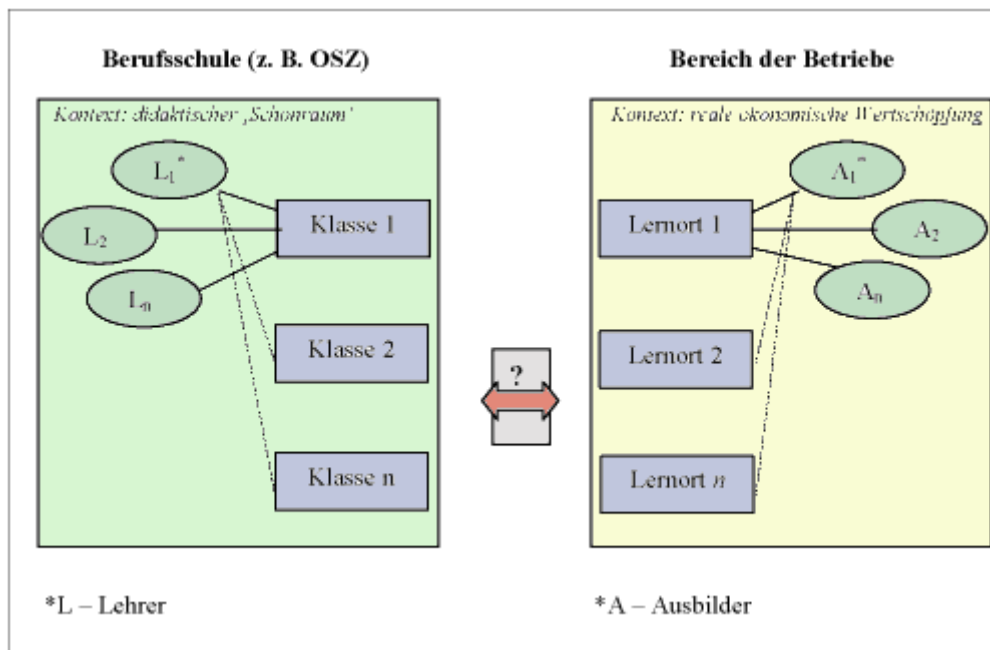 Berufsschule (z. B. OSZ)
Kontext: didaktischer ‚Schonraum'
L1*
L2
Ln
Klasse 1
Klasse 2
Klasse n
*L – Lehrer
?
Bereich der Betriebe
Kontext: reale ökonomische Wertschöpfung
A1*
A2
An
Lernort 1
Lernort 2
Lernort n
*A – Ausbilder